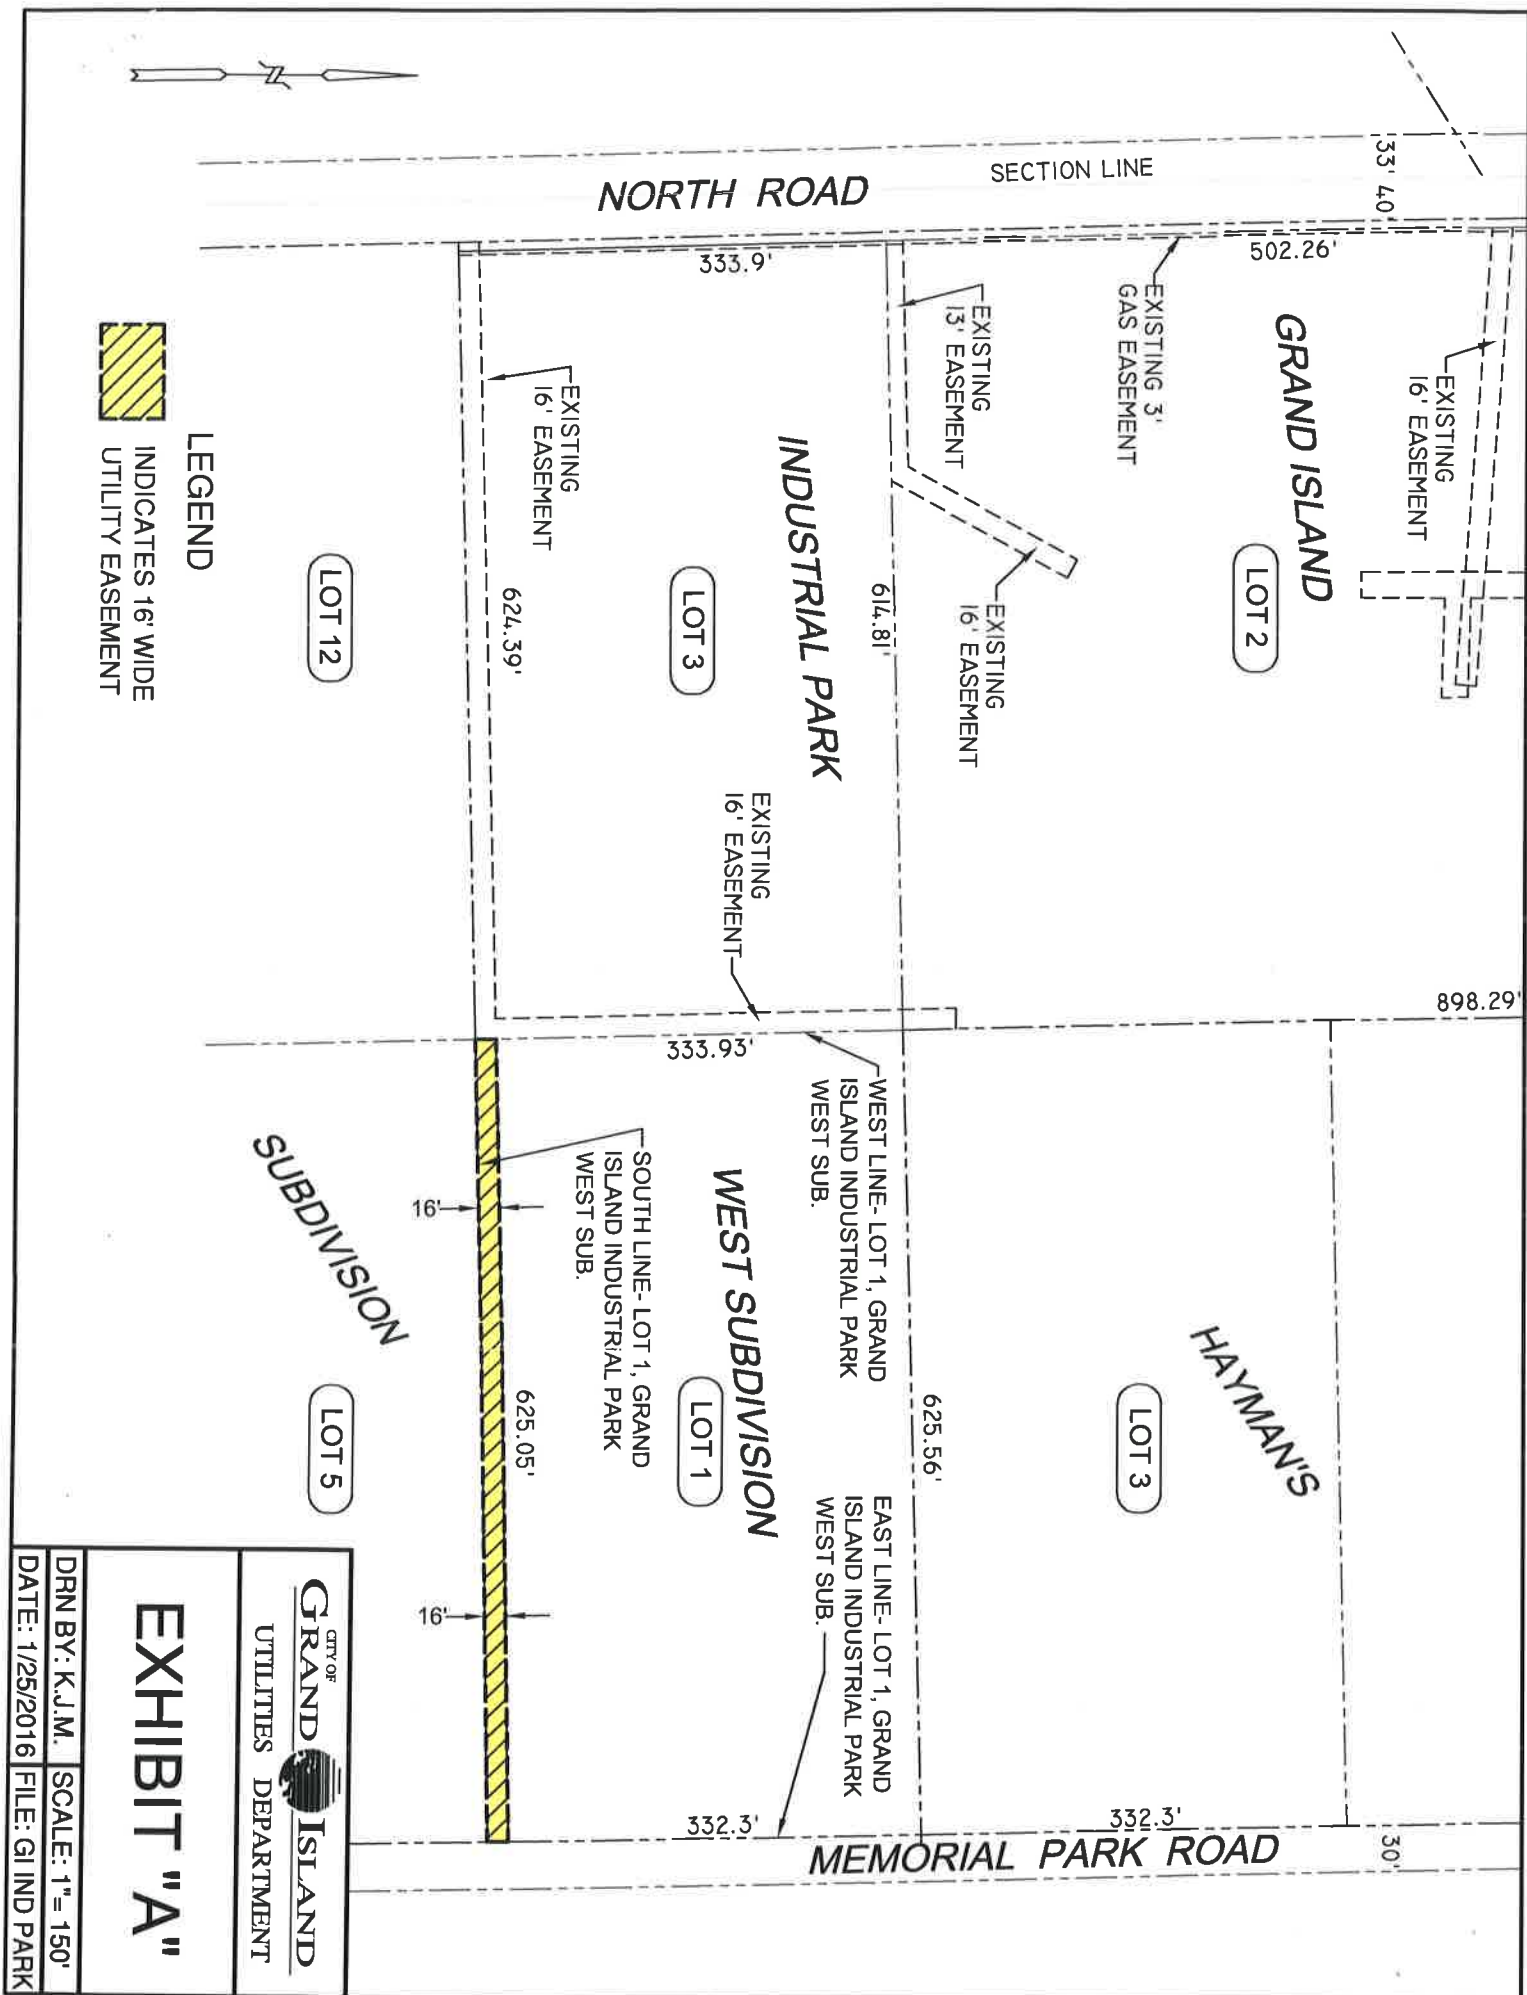 33' 40'
SECTION LINE
NORTH ROAD
502.26'
333.9'
EXISTING
16' EASEMENT
EXISTING 3'
GAS EASEMENT
EXISTING
13' EASEMENT
EXISTING
16' EASEMENT
EXISTING
16' EASEMENT
EXISTING
16' EASEMENT
GRAND ISLAND
INDUSTRIAL PARK
WEST SUBDIVISION
LOT 2
LOT 3
LOT 12
614.81'
624.39'
898.29'
333.93'
WEST LINE- LOT 1, GRAND
ISLAND INDUSTRIAL PARK
WEST SUB.
SOUTH LINE- LOT 1, GRAND
ISLAND INDUSTRIAL PARK
WEST SUB.
EAST LINE- LOT 1, GRAND
ISLAND INDUSTRIAL PARK
WEST SUB.
HAYMAN'S
SUBDIVISION
LOT 3
LOT 1
LOT 5
625.56'
625.05'
16'
16'
332.3'
332.3'
30'
MEMORIAL PARK ROAD
LEGEND
INDICATES 16' WIDE
UTILITY EASEMENT
CITY OF
GRAND ISLAND
UTILITIES DEPARTMENT
EXHIBIT "A"
DRN BY: K.J.M. SCALE: 1"= 150'
DATE: 1/25/2016 FILE: GI IND PARK
N